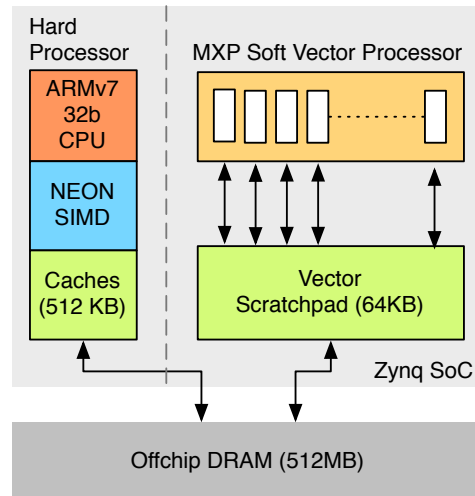 Hard
Processor
ARMv7
32b
CPU
NEON
SIMD
Caches
(512 KB)
MXP Soft Vector Processor
Vector
Scratchpad (64KB)
Zynq SoC
Offchip DRAM (512MB)